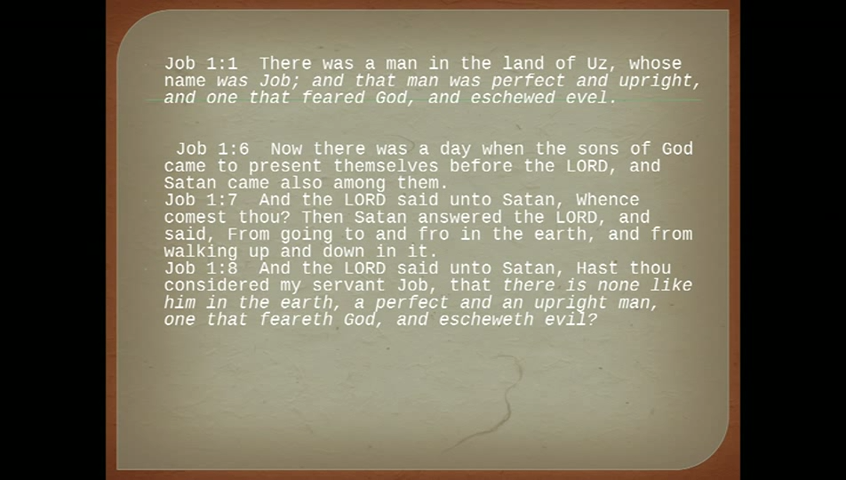 Job 1:1  There was a man in the land of Uz, whose
name was Job; and that man was perfect and upright,
and one that feared God, and eschewed evel.
Job 1:6  Now there was a day when the sons of God
came to present themselves before the LORD, and
Satan came also among them.
Job 1:7  And the LORD said unto Satan, Whence
comest thou? Then Satan answered the LORD, and
said, From going to and fro in the earth, and from
walking up and down in it.
Job 1:8  And the LORD said unto Satan, Hast thou
considered my servant Job, that there is none like
him in the earth, a perfect and an upright man,
one that feareth God, and escheweth evil?